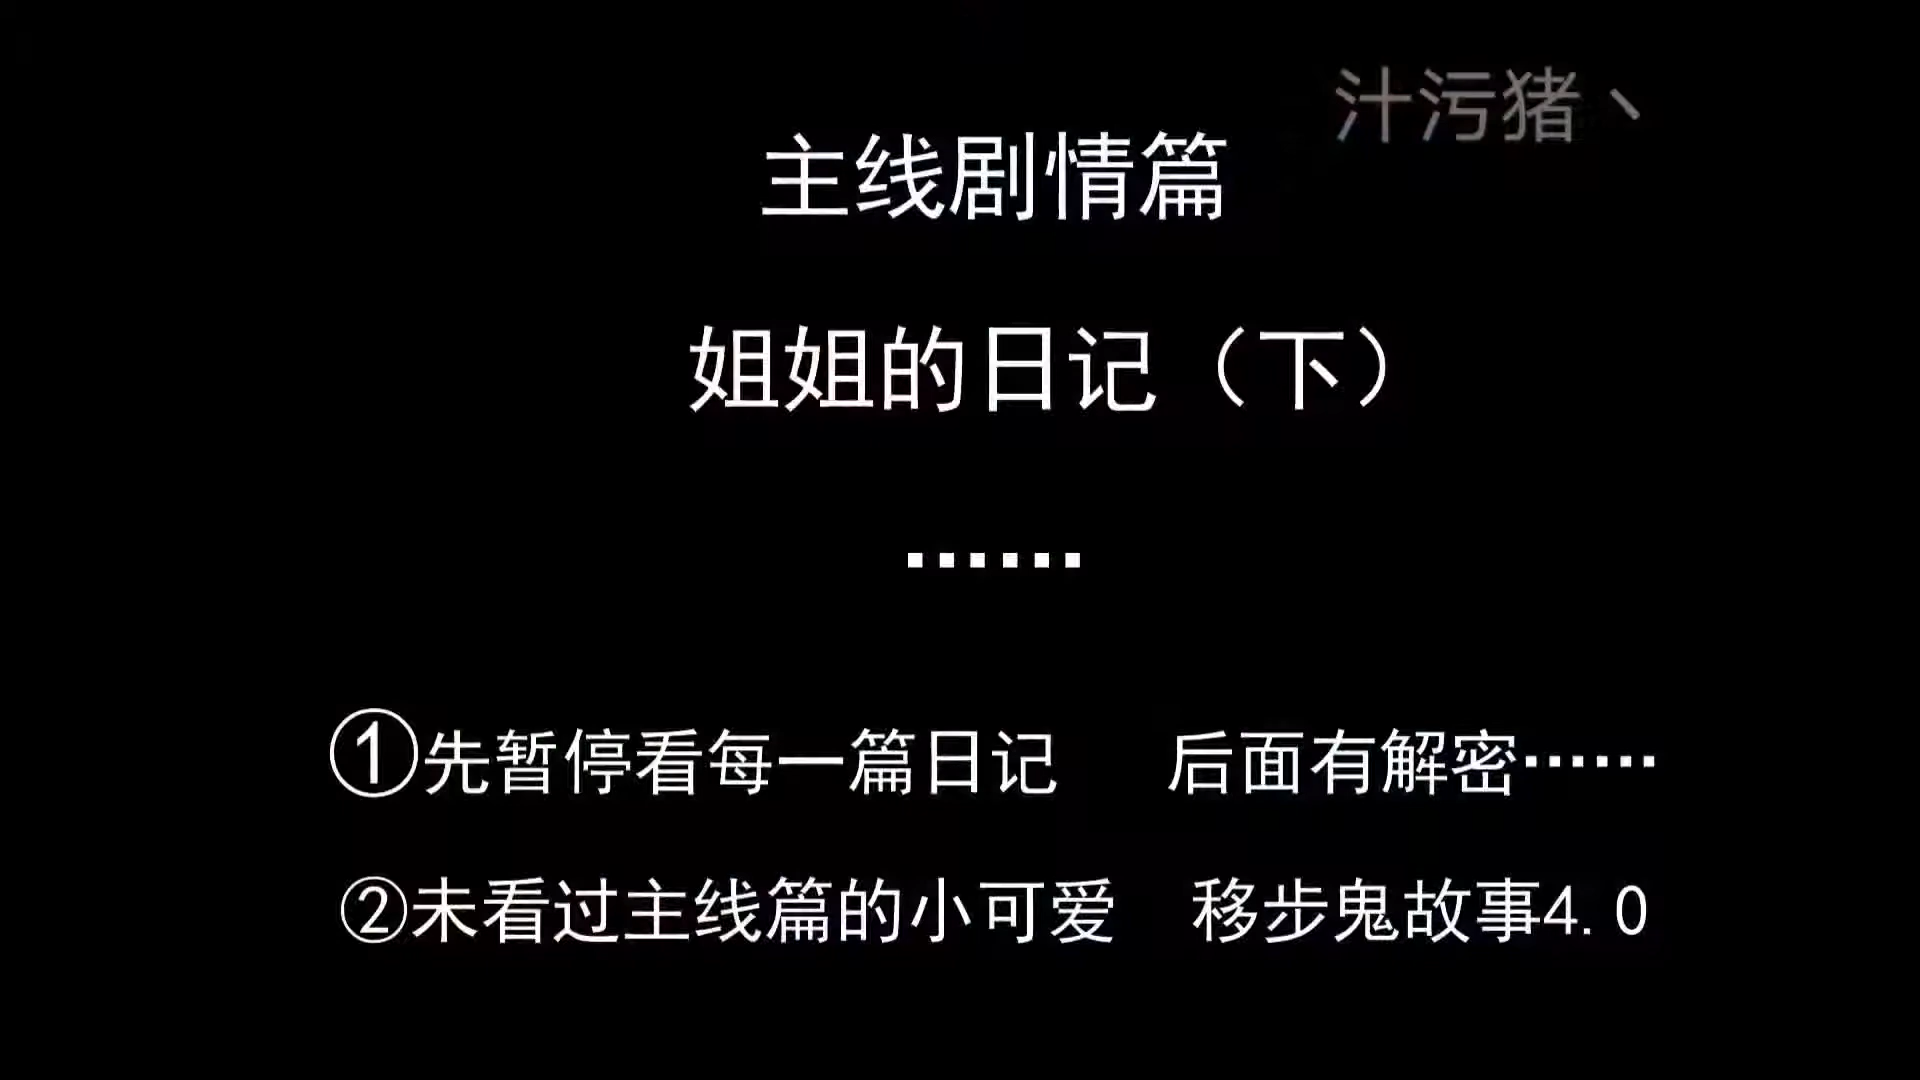 汁污猪丶
主线剧情篇
姐姐的日记（下）
……
①先暂停看每一篇日记 后面有解密……
②未看过主线篇的小可爱 移步鬼故事4.0